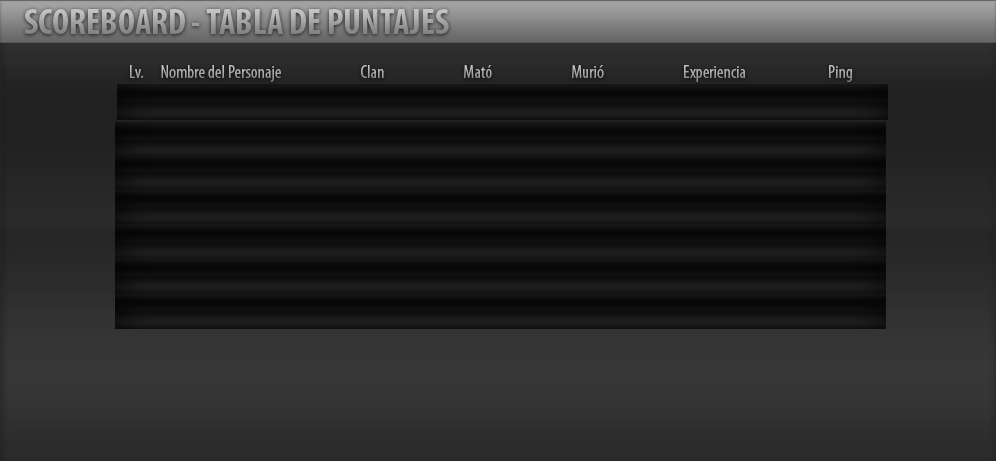 SCOREBOARD - TABLA DE PUNTAJES
Lv. Nombre del Personaje Clan Mató Murió Experiencia Ping